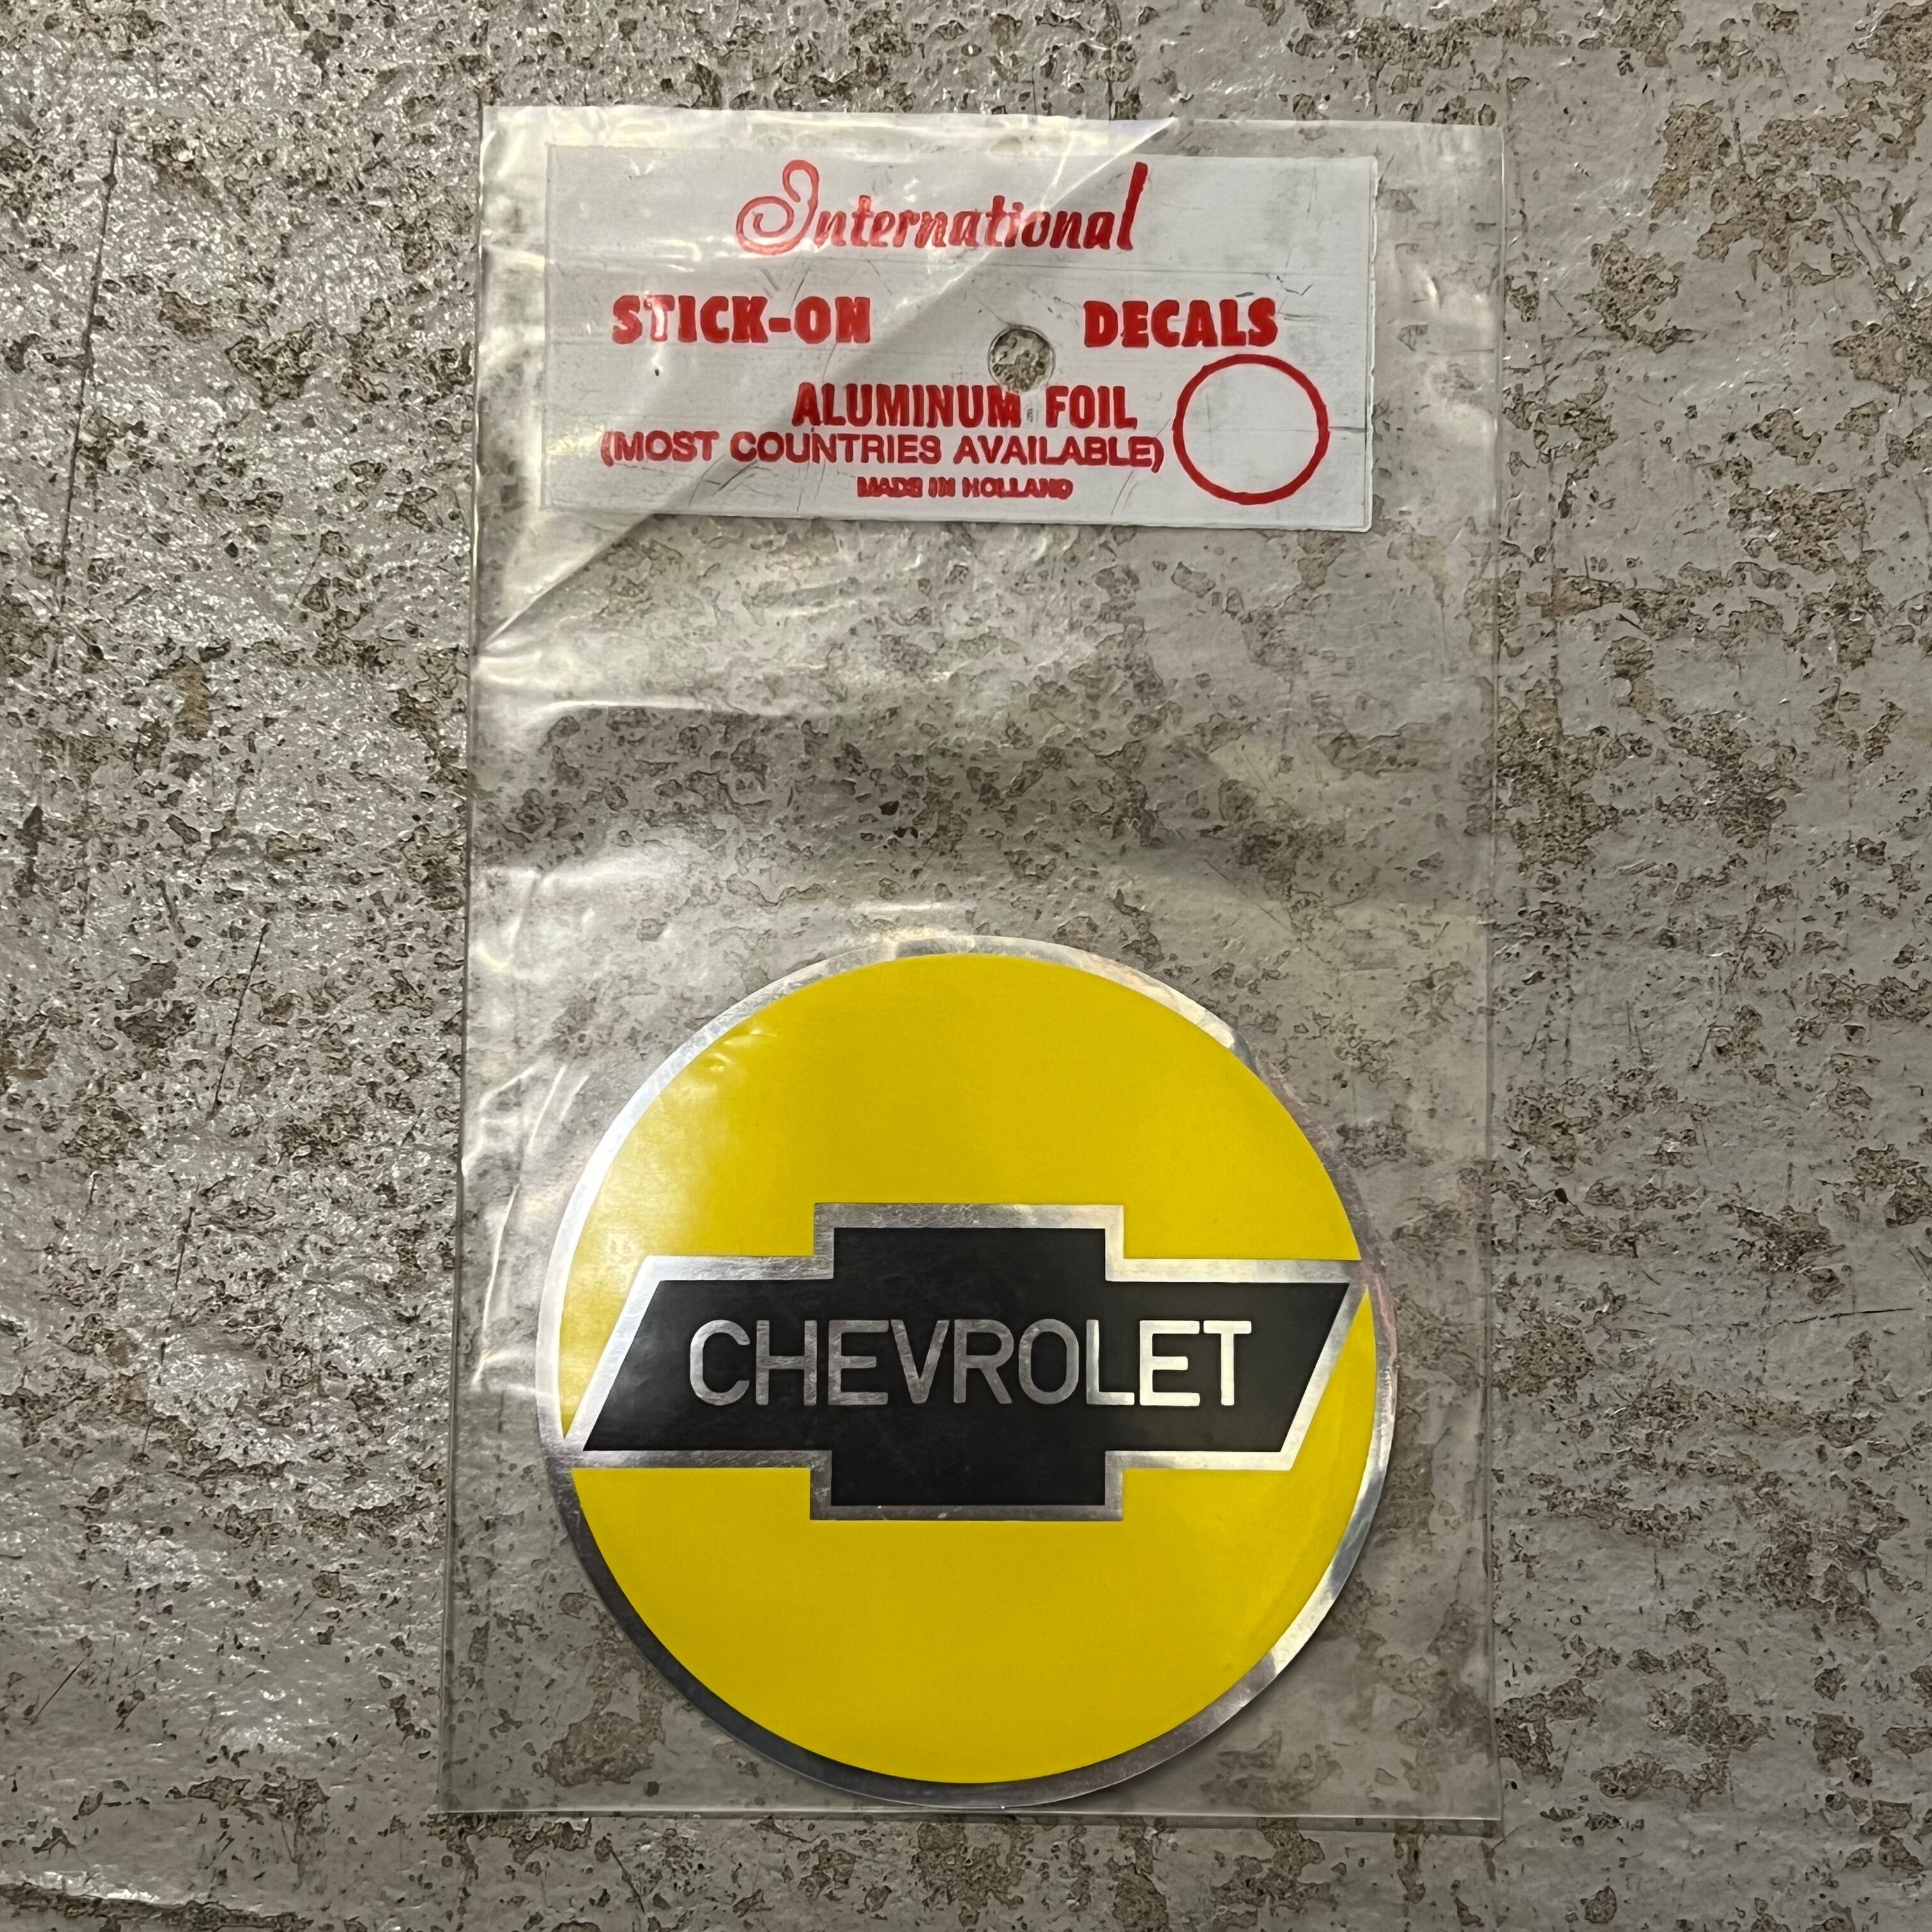 International
STICK-ON DECALS
ALUMINUM FOIL
(MOST COUNTRIES AVAILABLE)
MADE IN HOLLAND
CHEVROLET